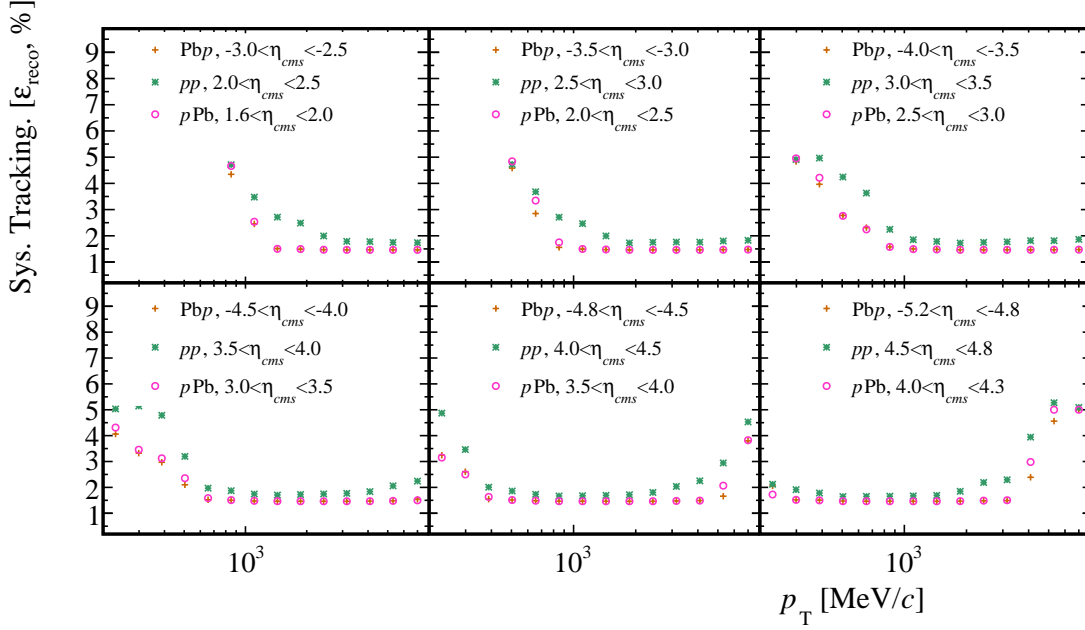 Sys. Tracking. [ε_reco, %]
9
8
7
6
5
4
3
2
1
Pbp, -3.0<η_cms<-2.5
pp, 2.0<η_cms<2.5
pPb, 1.6<η_cms<2.0
Pbp, -3.5<η_cms<-3.0
pp, 2.5<η_cms<3.0
pPb, 2.0<η_cms<2.5
Pbp, -4.0<η_cms<-3.5
pp, 3.0<η_cms<3.5
pPb, 2.5<η_cms<3.0
9
8
7
6
5
4
3
2
1
Pbp, -4.5<η_cms<-4.0
pp, 3.5<η_cms<4.0
pPb, 3.0<η_cms<3.5
Pbp, -4.8<η_cms<-4.5
pp, 4.0<η_cms<4.5
pPb, 3.5<η_cms<4.0
Pbp, -5.2<η_cms<-4.8
pp, 4.5<η_cms<4.8
pPb, 4.0<η_cms<4.3
10³ 10³ 10³
p_T [MeV/c]